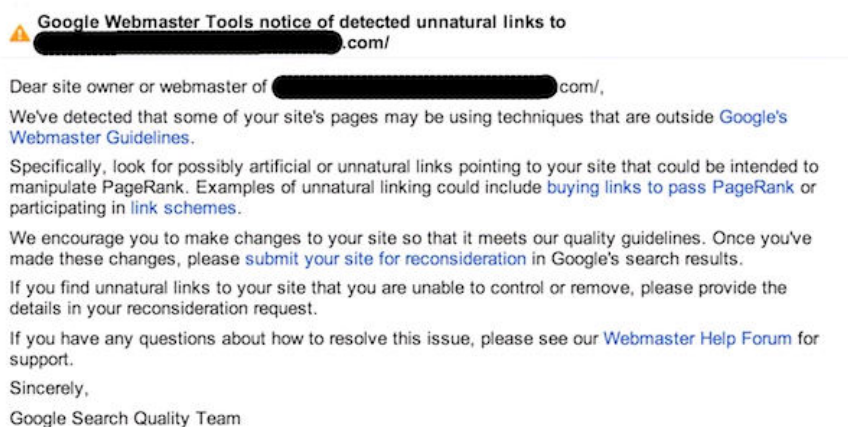 Google Webmaster Tools notice of detected unnatural links to
.com/
Dear site owner or webmaster of .com/,
We've detected that some of your site's pages may be using techniques that are outside Google's
Webmaster Guidelines.
Specifically, look for possibly artificial or unnatural links pointing to your site that could be intended to
manipulate PageRank. Examples of unnatural linking could include buying links to pass PageRank or
participating in link schemes.
We encourage you to make changes to your site so that it meets our quality guidelines. Once you've
made these changes, please submit your site for reconsideration in Google's search results.
If you find unnatural links to your site that you are unable to control or remove, please provide the
details in your reconsideration request.
If you have any questions about how to resolve this issue, please see our Webmaster Help Forum for
support.
Sincerely,
Google Search Quality Team